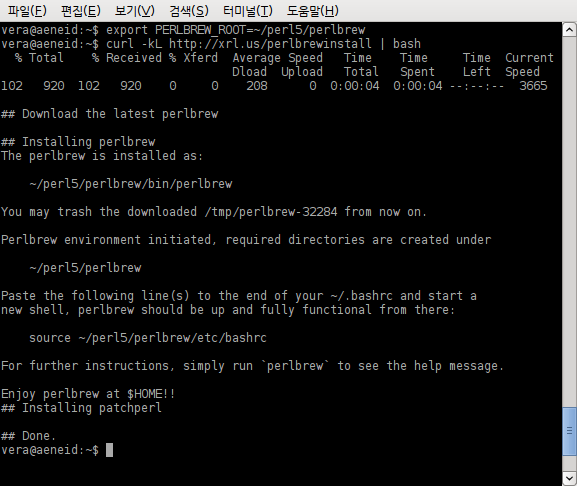 파일(F) 편집(E) 보기(V) 검색(S) 터미널(T) 도움말(H)
vera@aeneid:~$ export PERLBREW_ROOT=~/perl5/perlbrew
vera@aeneid:~$ curl -kL http://xrl.us/perlbrewinstall | bash
% Total % Received % Xferd Average Speed Time Time Time Current
Dload Upload Total Spent Left Speed
102 920 102 920 0 0 208 0 0:00:04 0:00:04 --:--:-- 3665
## Download the latest perlbrew
## Installing perlbrew
The perlbrew is installed as:
~/perl5/perlbrew/bin/perlbrew
You may trash the downloaded /tmp/perlbrew-32284 from now on.
Perlbrew environment initiated, required directories are created under
~/perl5/perlbrew
Paste the following line(s) to the end of your ~/.bashrc and start a
new shell, perlbrew should be up and fully functional from there:
source ~/perl5/perlbrew/etc/bashrc
For further instructions, simply run `perlbrew` to see the help message.
Enjoy perlbrew at $HOME!!
## Installing patchperl
## Done.
vera@aeneid:~$